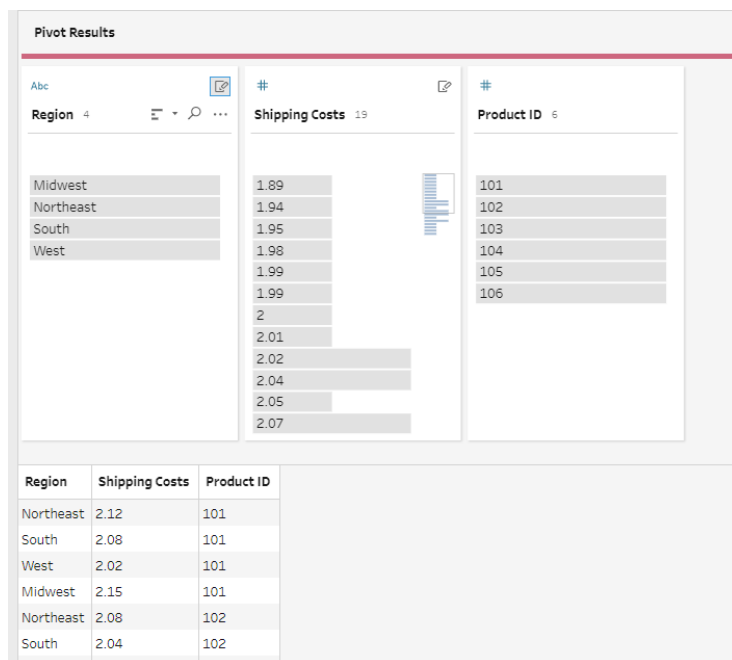 Pivot Results
Abc
Region 4
Midwest
Northeast
South
West
#
Shipping Costs 19
1.89
1.94
1.95
1.98
1.99
1.99
2
2.01
2.02
2.04
2.05
2.07
#
Product ID 6
101
102
103
104
105
106
Region Shipping Costs Product ID
Northeast 2.12 101
South 2.08 101
West 2.02 101
Midwest 2.15 101
Northeast 2.08 102
South 2.04 102